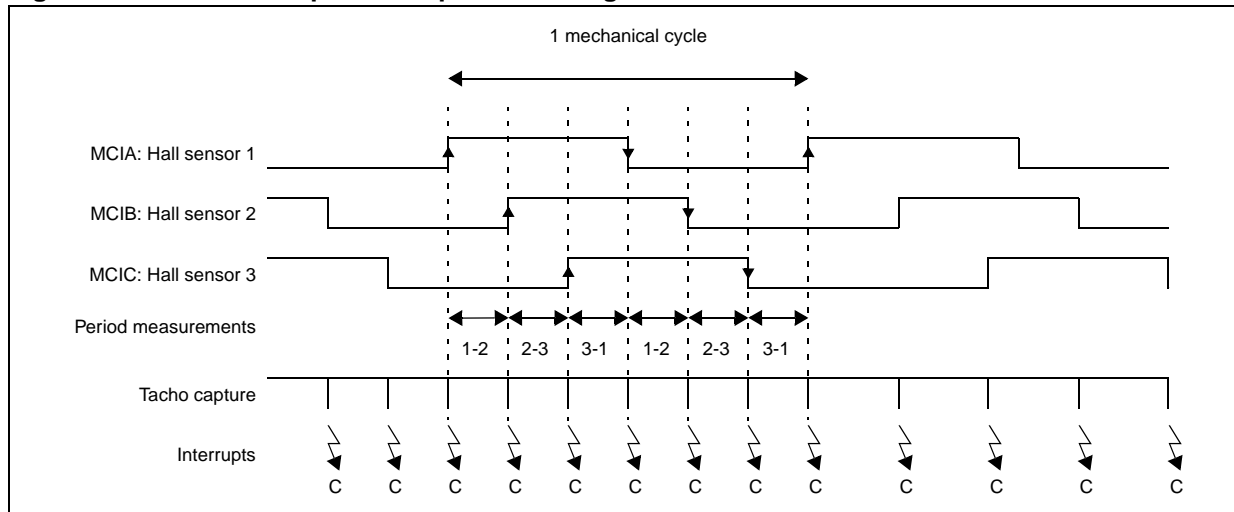 1 mechanical cycle
MCIA: Hall sensor 1
MCIB: Hall sensor 2
MCIC: Hall sensor 3
Period measurements
1-2 2-3 3-1 1-2 2-3 3-1
Tacho capture
Interrupts
C C C C C C C C C C C C C